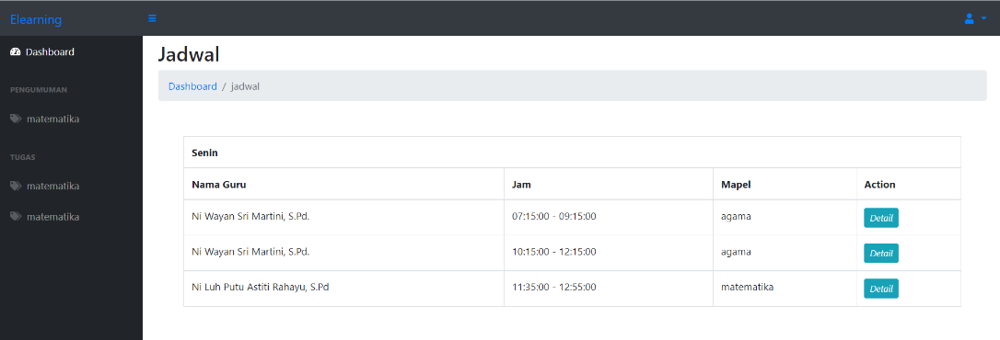 Elearning
Dashboard
PENGUMUMAN
matematika
TUGAS
matematika
matematika
Jadwal
Dashboard / jadwal
Senin
Nama Guru Jam Mapel Action
Ni Wayan Sri Martini, S.Pd. 07:15:00 - 09:15:00 agama Detail
Ni Wayan Sri Martini, S.Pd. 10:15:00 - 12:15:00 agama Detail
Ni Luh Putu Astiti Rahayu, S.Pd 11:35:00 - 12:55:00 matematika Detail